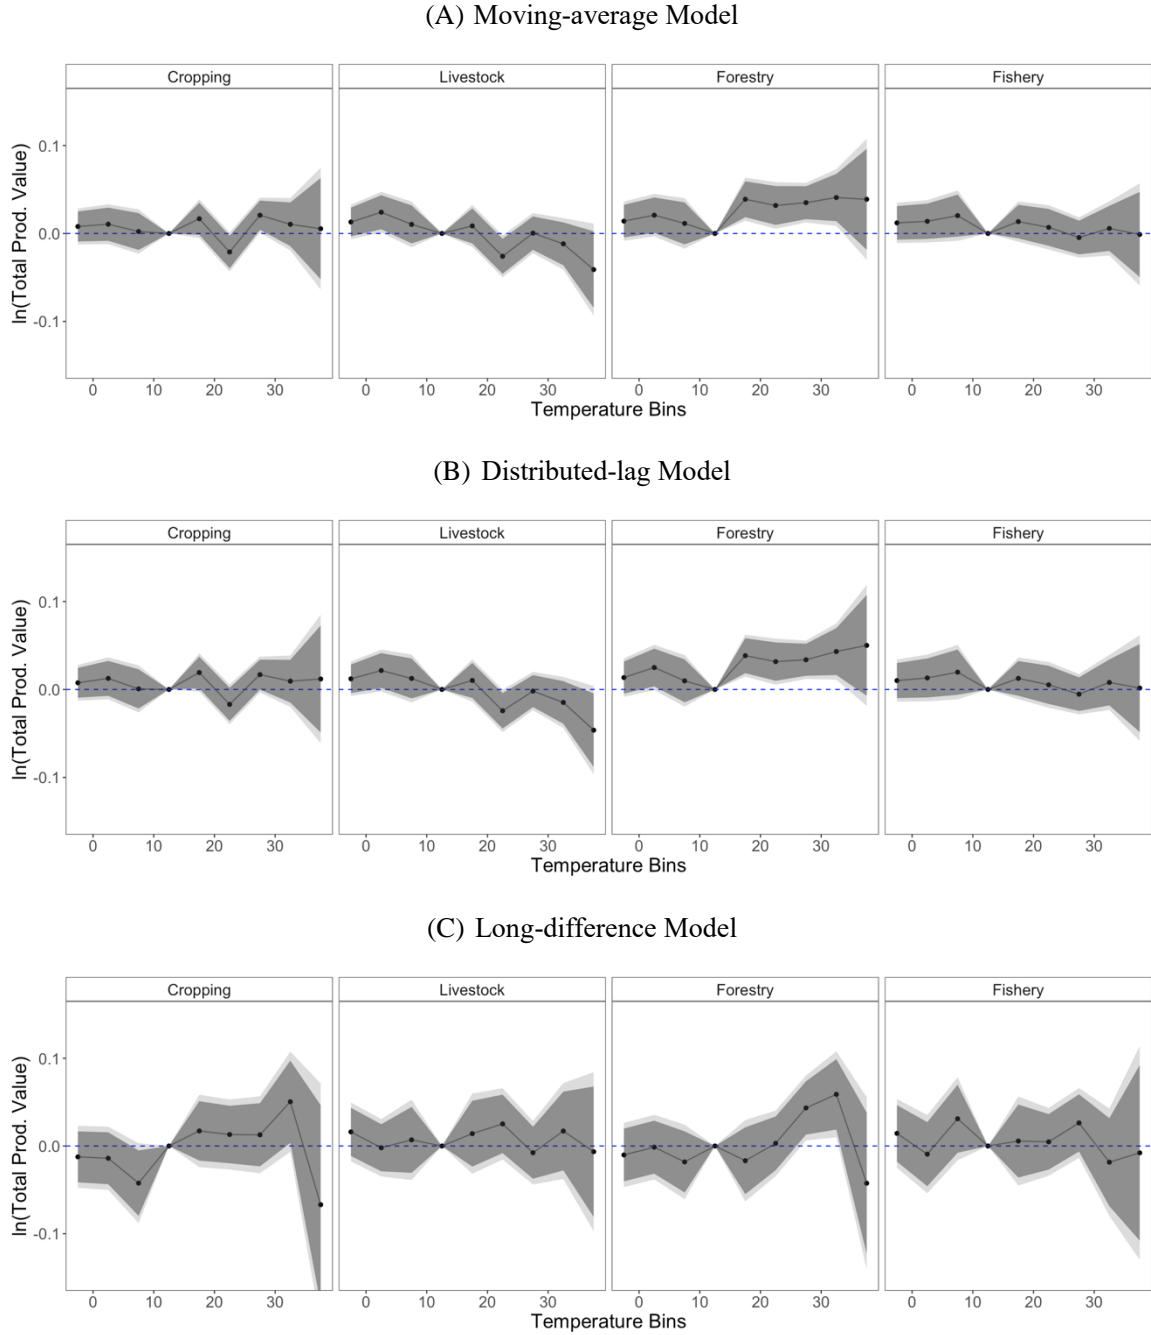 (A) Moving-average Model
Cropping Livestock Forestry Fishery
ln(Total Prod. Value)
0.1
0.0
-0.1
0 10 20 30 0 10 20 30 0 10 20 30 0 10 20 30
Temperature Bins
(B) Distributed-lag Model
Cropping Livestock Forestry Fishery
ln(Total Prod. Value)
0.1
0.0
-0.1
0 10 20 30 0 10 20 30 0 10 20 30 0 10 20 30
Temperature Bins
(C) Long-difference Model
Cropping Livestock Forestry Fishery
ln(Total Prod. Value)
0.1
0.0
-0.1
0 10 20 30 0 10 20 30 0 10 20 30 0 10 20 30
Temperature Bins